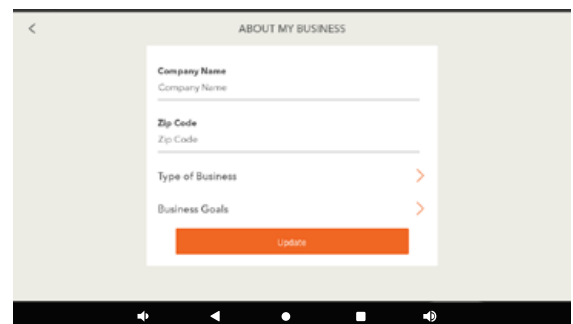 ABOUT MY BUSINESS
Company Name
Company Name
Zip Code
Zip Code
Type of Business
Business Goals
Update